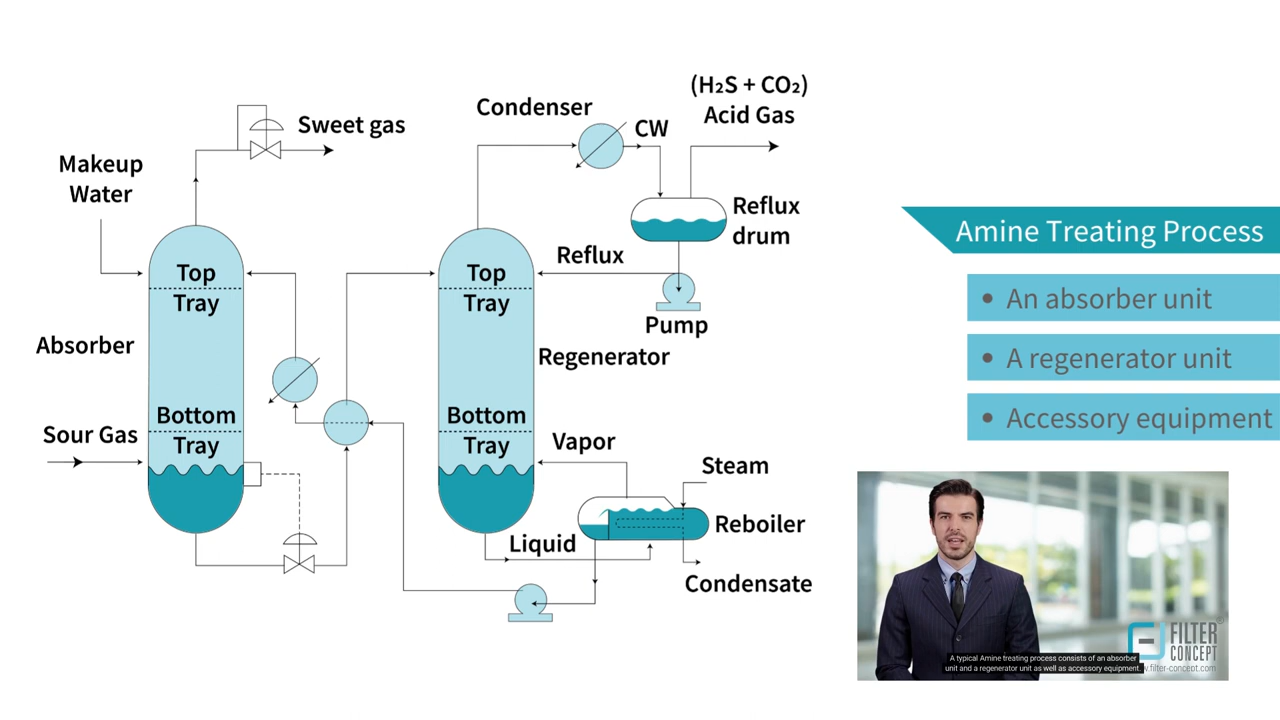 (H₂S + CO₂)
Acid Gas
Condenser
CW
Sweet gas
Makeup
Water
Reflux
drum
Reflux
Top
Tray
Top
Tray
Pump
Absorber
Regenerator
Bottom
Tray
Bottom
Tray
Sour Gas
Vapor
Steam
Reboiler
Liquid
Condensate
Amine Treating Process
• An absorber unit
• A regenerator unit
• Accessory equipment
FILTER
CONCEPT
®
A typical Amine treating process consists of an absorber
unit and a regenerator unit as well as accessory equipment
.filter-concept.com